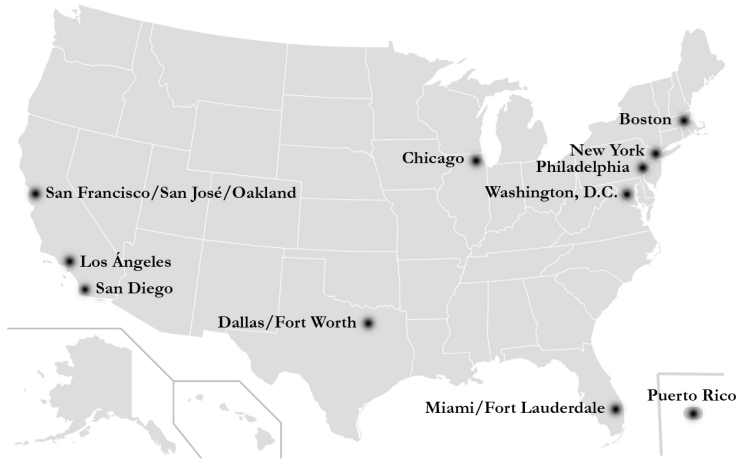 Boston
New York
Chicago
Philadelphia
Washington, D.C.
San Francisco/San José/Oakland
Los Ángeles
San Diego
Dallas/Fort Worth
Puerto Rico
Miami/Fort Lauderdale